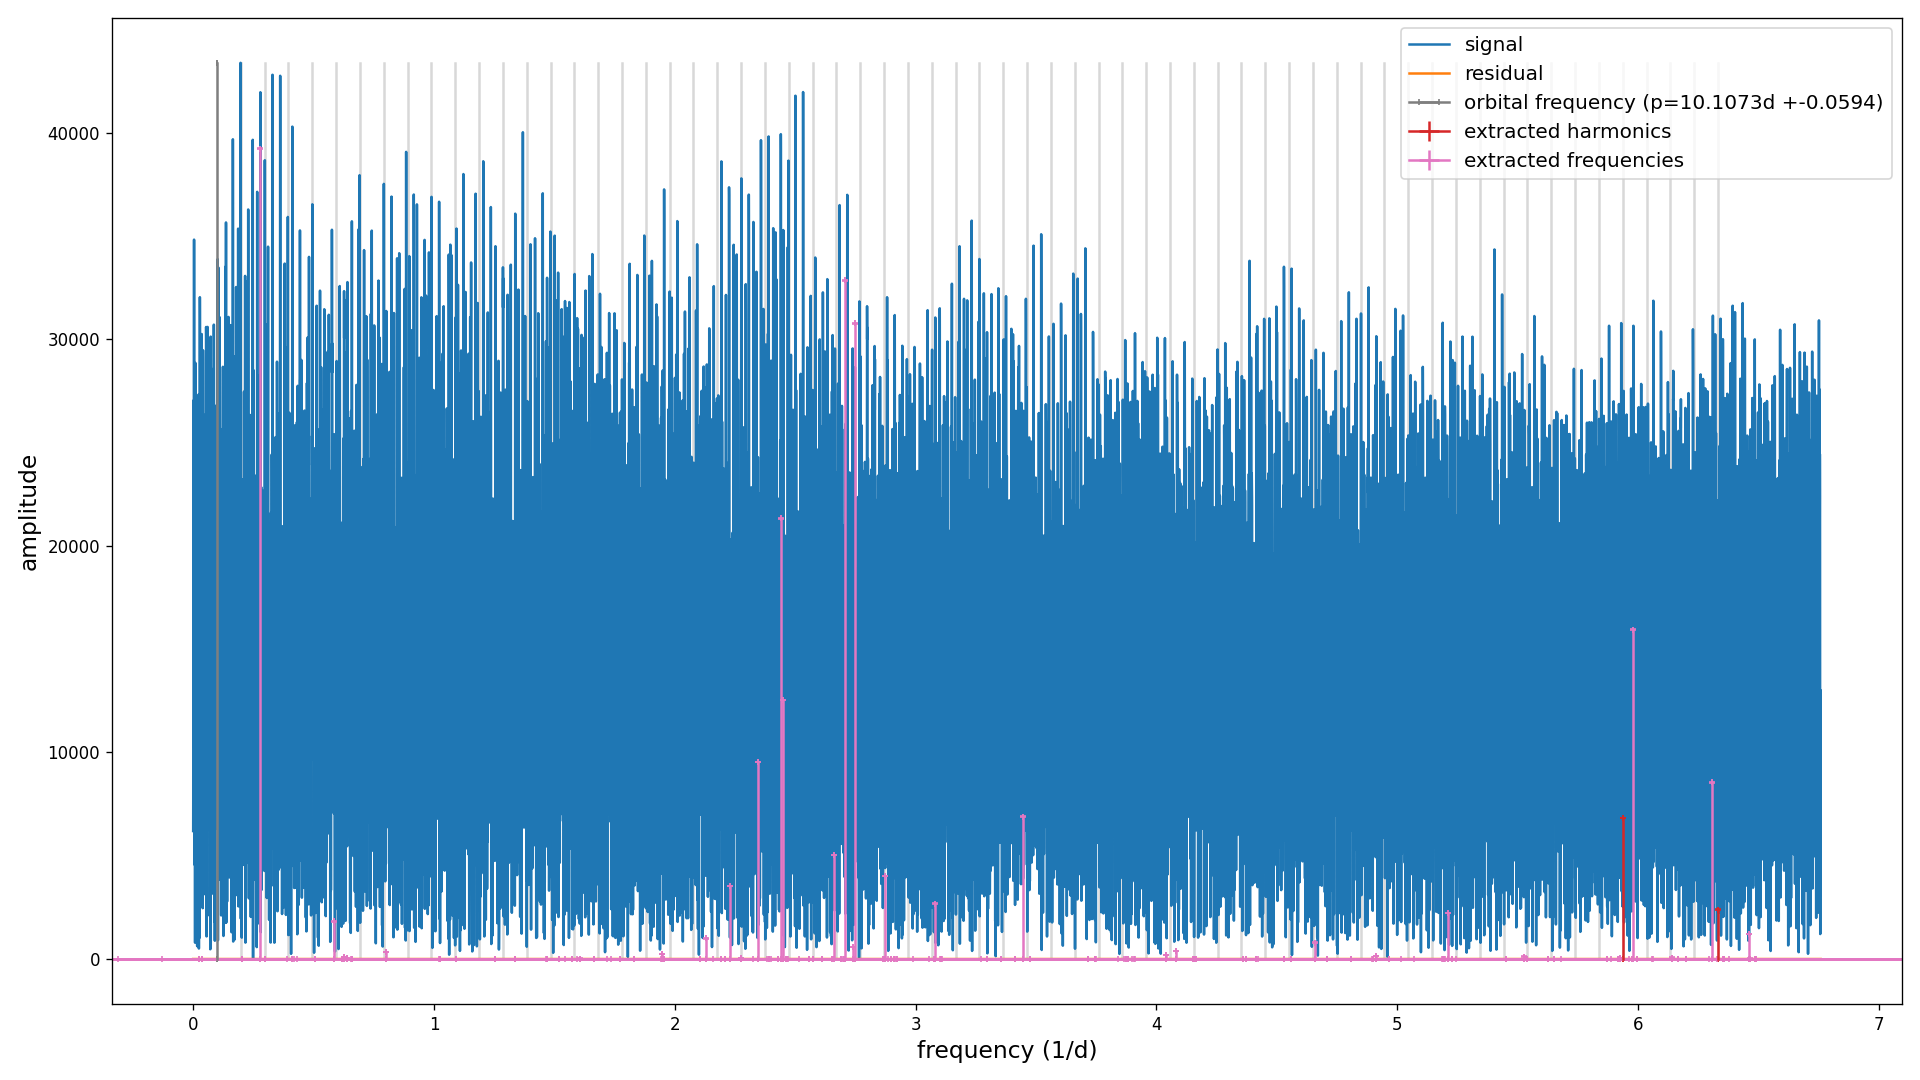 signal
residual
orbital frequency (p=10.1073d +-0.0594)
extracted harmonics
extracted frequencies
40000
30000
20000
10000
0
amplitude
0 1 2 3 4 5 6 7
frequency (1/d)